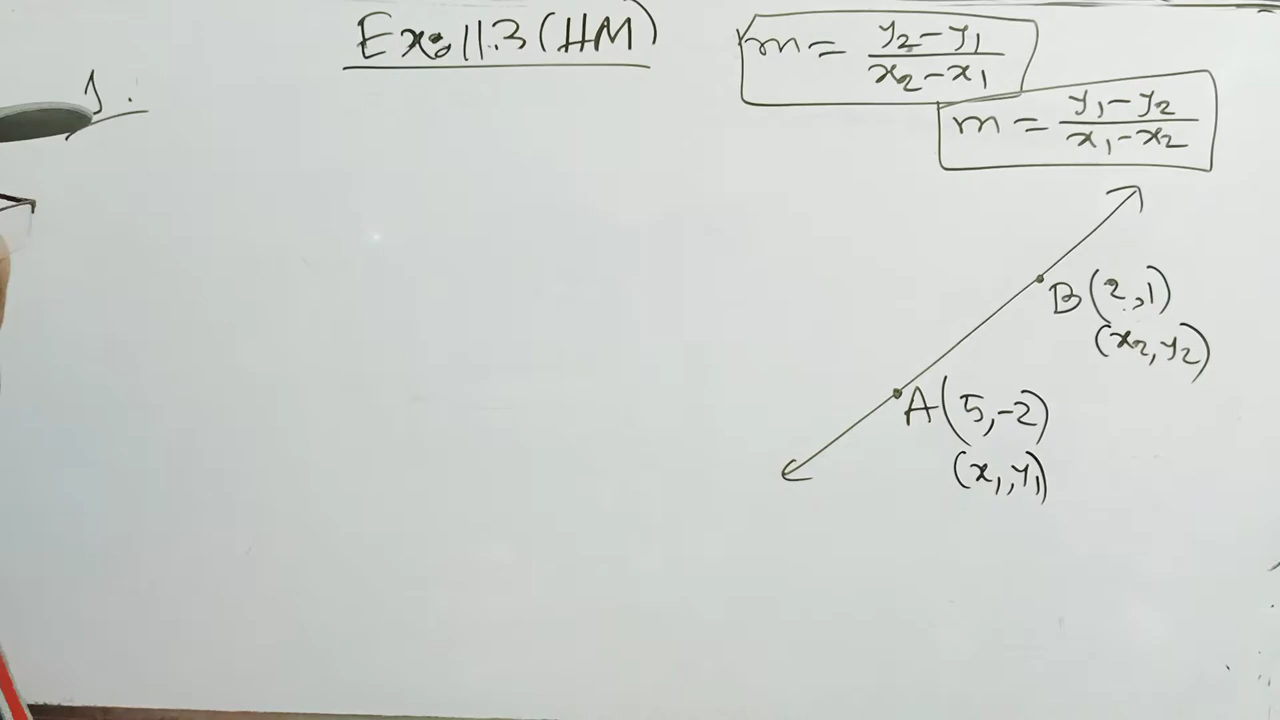 Ex: 11.3 (HM)
m = y₂ - y₁ / x₂ - x₁
1.
m = y₁ - y₂ / x₁ - x₂
B (2, 1)
(x₂, y₂)
A (5, -2)
(x₁, y₁)